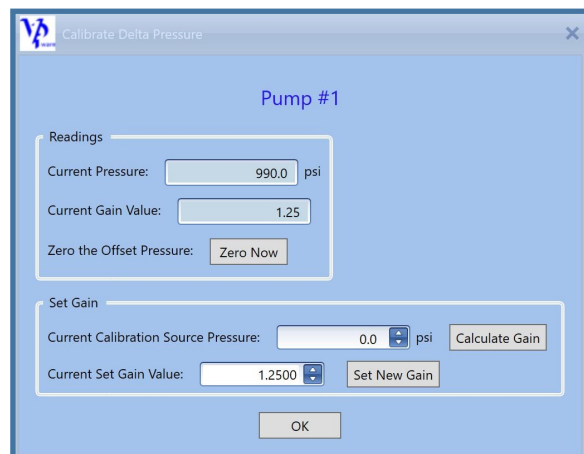 VP
ware
Calibrate Delta Pressure
Pump #1
Readings
Current Pressure: 990.0 psi
Current Gain Value: 1.25
Zero the Offset Pressure: Zero Now
Set Gain
Current Calibration Source Pressure: 0.0 psi Calculate Gain
Current Set Gain Value: 1.2500 Set New Gain
OK